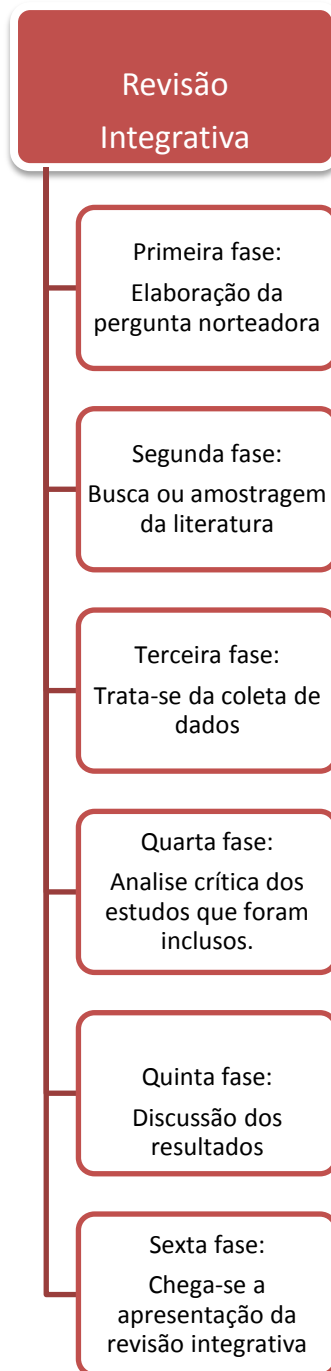 Revisão
Integrativa
Primeira fase:
Elaboração da
pergunta norteadora
Segunda fase:
Busca ou amostragem
da literatura
Terceira fase:
Trata-se da coleta de
dados
Quarta fase:
Analise crítica dos
estudos que foram
inclusos.
Quinta fase:
Discussão dos
resultados
Sexta fase:
Chega-se a
apresentação da
revisão integrativa